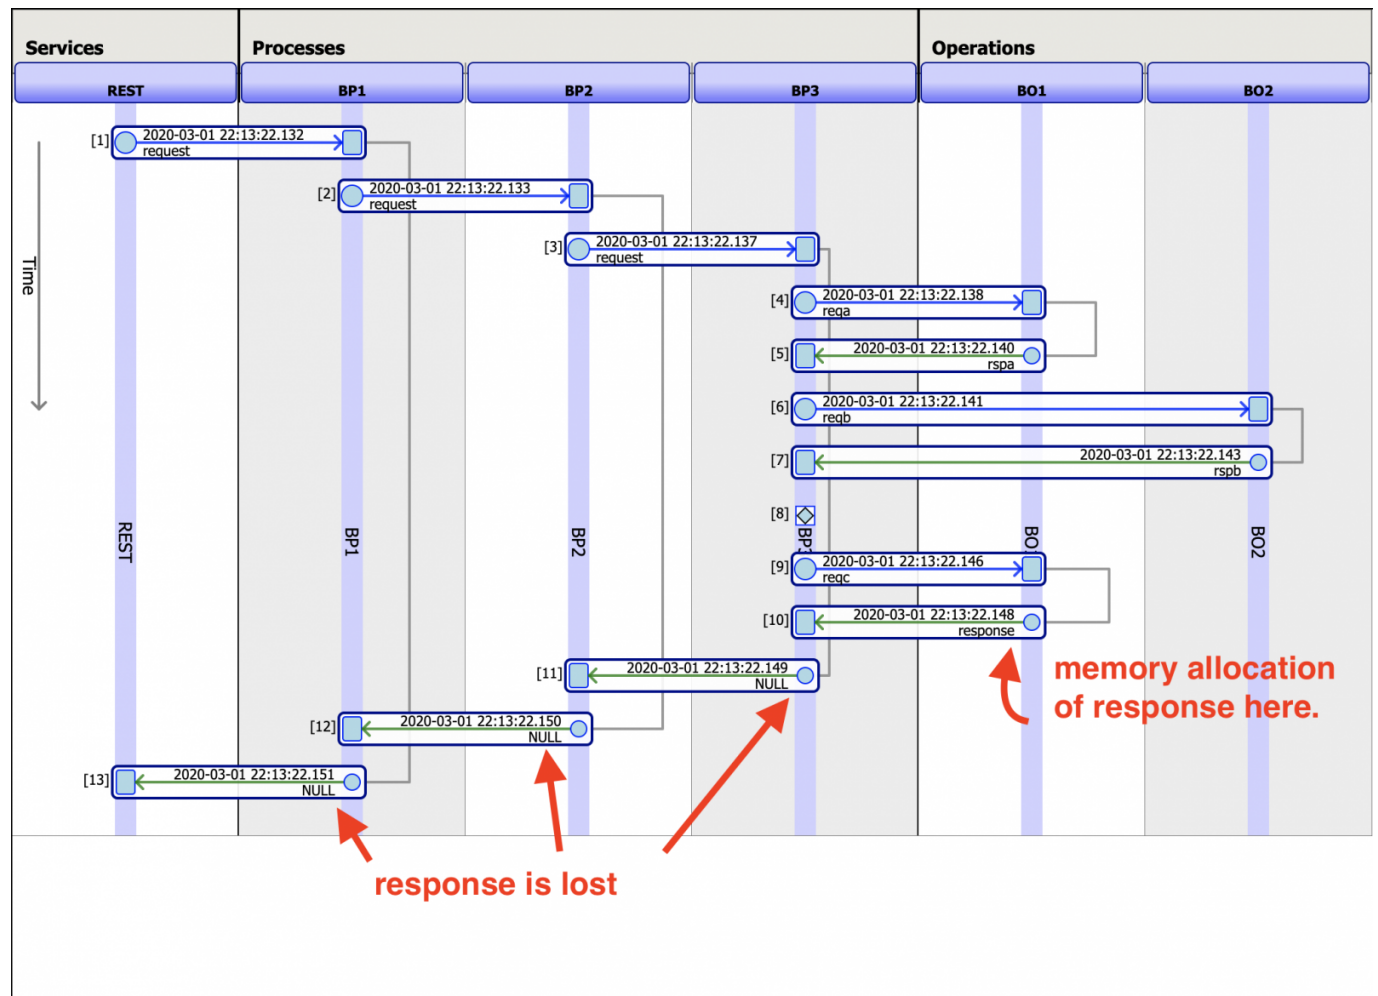 Services Processes Operations
REST BP1 BP2 BP3 BO1 BO2
[1] 2020-03-01 22:13:22.132
request
[2] 2020-03-01 22:13:22.133
request
[3] 2020-03-01 22:13:22.137
request
Time
[4] 2020-03-01 22:13:22.138
reqa
[5] 2020-03-01 22:13:22.140
rspa
[6] 2020-03-01 22:13:22.141
reqb
[7] 2020-03-01 22:13:22.143
rspb
[8]
REST BP1 BP2 BP3 BO1 BO2
[9] 2020-03-01 22:13:22.146
reqc
[10] 2020-03-01 22:13:22.148
response
[11] 2020-03-01 22:13:22.149
NULL
memory allocation
of response here.
[12] 2020-03-01 22:13:22.150
NULL
[13] 2020-03-01 22:13:22.151
NULL
response is lost